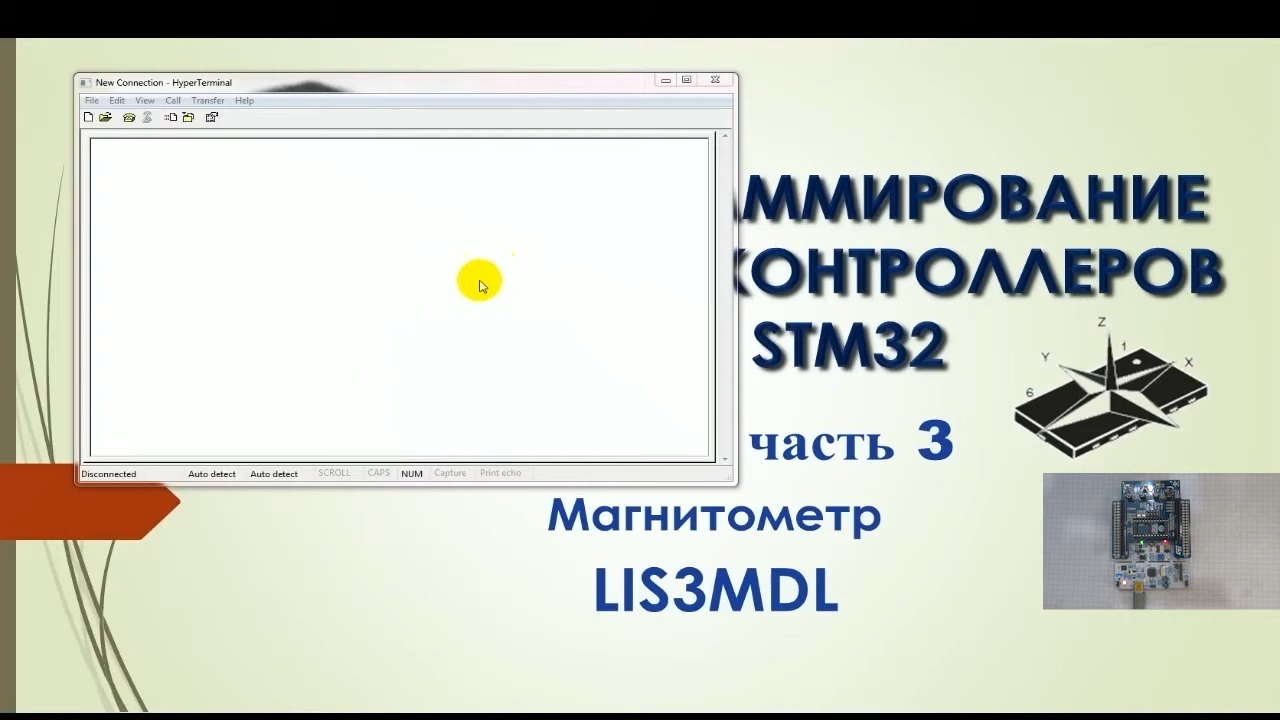 New Connection - HyperTerminal
File Edit View Call Transfer Help
Disconnected Auto detect Auto detect SCROLL CAPS NUM Capture Print echo
АММИРОВАНИЕ
КОНТРОЛЛЕРОВ
STM32
часть 3
Магнитометр
LIS3MDL
Z
Y
1
X
6